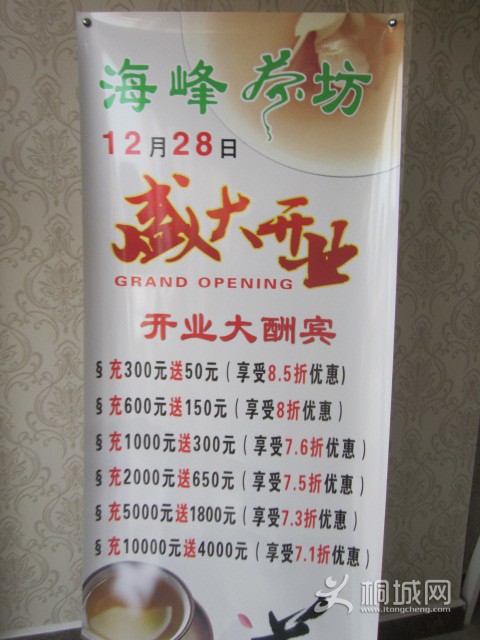 海峰茶坊
12月28日
盛大开业
GRAND OPENING
开业大酬宾
§ 充300元送50元(享受8.5折优惠)
§ 充600元送150元(享受8折优惠)
§ 充1000元送300元(享受7.6折优惠)
§ 充2000元送650元(享受7.5折优惠)
§ 充5000元送1800元(享受7.3折优惠)
§ 充10000元送4000元(享受7.1折优惠)
桐城网
www.itongcheng.com